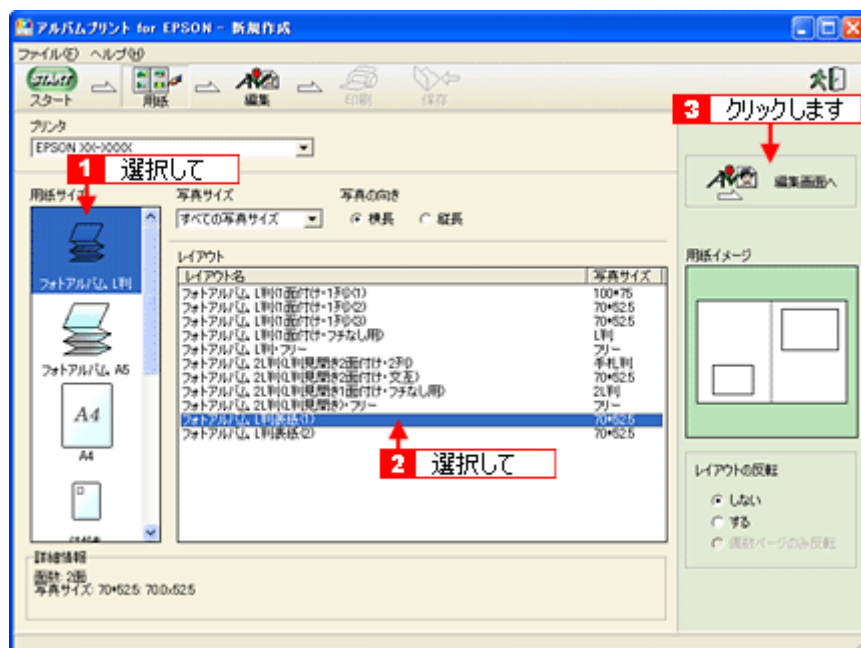 アルバムプリント for EPSON - 新規作成
ファイル(F) ヘルプ(H)
スタート 用紙 編集 印刷 保存
プリンタ
EPSON XX-XXXX
1 選択して
3 クリックします
編集画面へ
用紙サイズ
写真サイズ
写真の向き
すべての写真サイズ
横長
縦長
フォトアルバム L判
フォトアルバム A5
A4
A4
レイアウト
レイアウト名 写真サイズ
フォトアルバム L判(1面付け・1列)(1) 100*75
フォトアルバム L判(1面付け・1列)(2) 70*52.5
フォトアルバム L判(1面付け・1列)(3) 70*52.5
フォトアルバム L判(1面付け・フチなし用) L判
フォトアルバム L判・フリー フリー
フォトアルバム 2L判(L判見開き2面付け・2列) 手札判
フォトアルバム 2L判(L判見開き2面付け・交互) 70*52.5
フォトアルバム 2L判(L判見開き1面付け・フチなし用) 2L判
フォトアルバム 2L判(L判見開き)・フリー フリー
フォトアルバム L判表紙(1) 70*52.5
フォトアルバム L判表紙(2) 70*52.5
2 選択して
用紙イメージ
レイアウトの反転
しない
する
偶数ページのみ反転
詳細情報
面数: 2面
写真サイズ: 70*52.5: 70.0x52.5